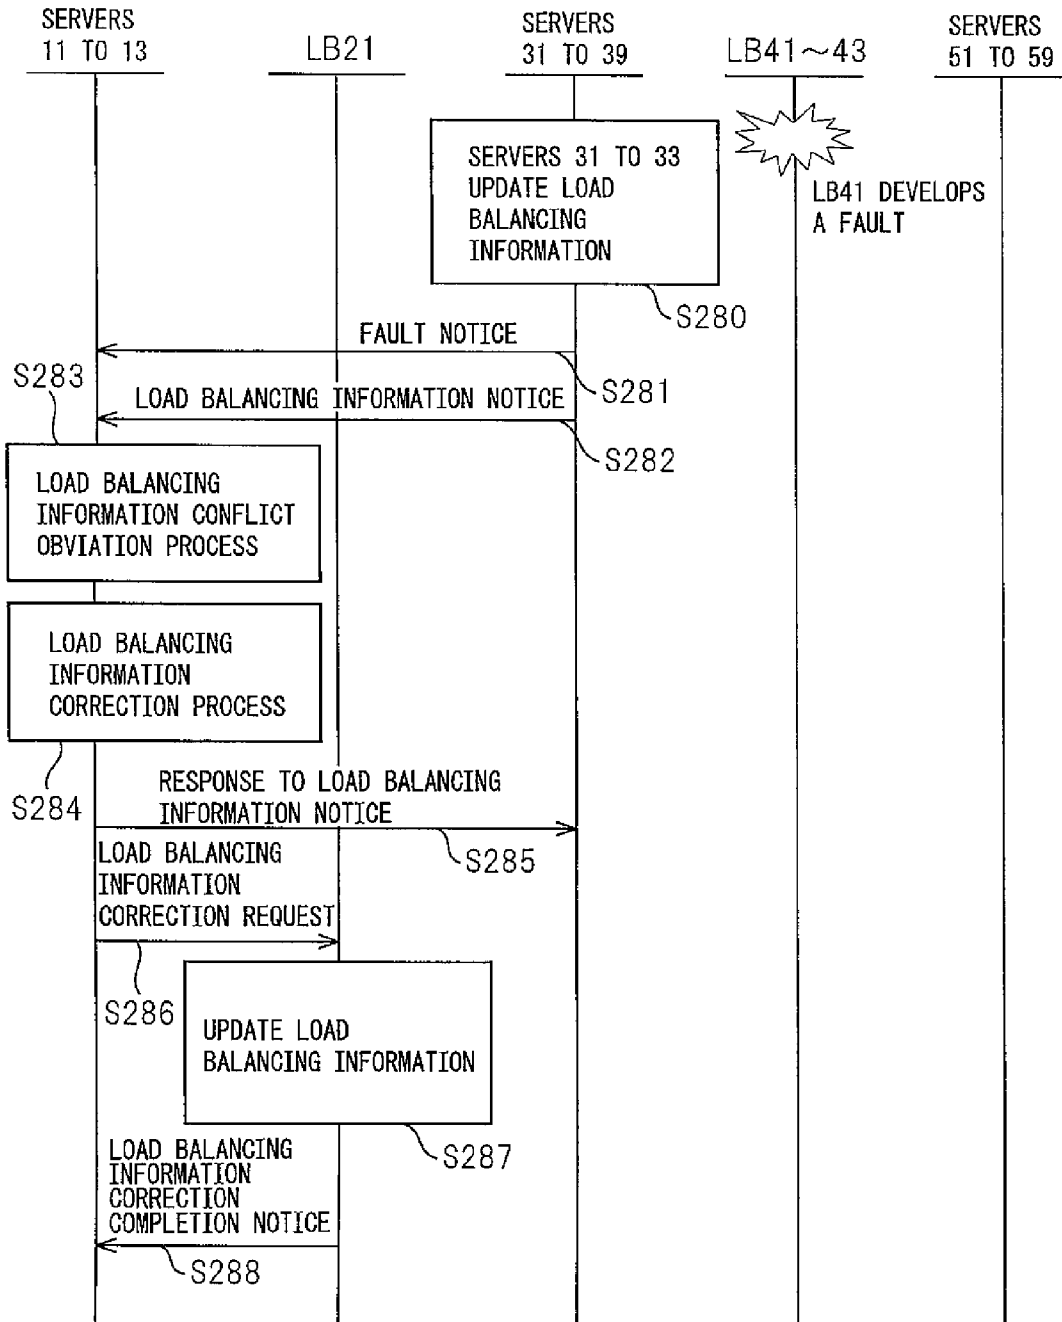 SERVERS
11 TO 13
LB21
SERVERS
31 TO 39
LB41～43
SERVERS
51 TO 59
SERVERS 31 TO 33
UPDATE LOAD
BALANCING
INFORMATION
LB41 DEVELOPS
A FAULT
S280
FAULT NOTICE
S281
S283
LOAD BALANCING INFORMATION NOTICE
S282
LOAD BALANCING
INFORMATION CONFLICT
OBVIATION PROCESS
LOAD BALANCING
INFORMATION
CORRECTION PROCESS
S284
RESPONSE TO LOAD BALANCING
INFORMATION NOTICE
S285
LOAD BALANCING
INFORMATION
CORRECTION REQUEST
S286
UPDATE LOAD
BALANCING INFORMATION
S287
LOAD BALANCING
INFORMATION
CORRECTION
COMPLETION NOTICE
S288